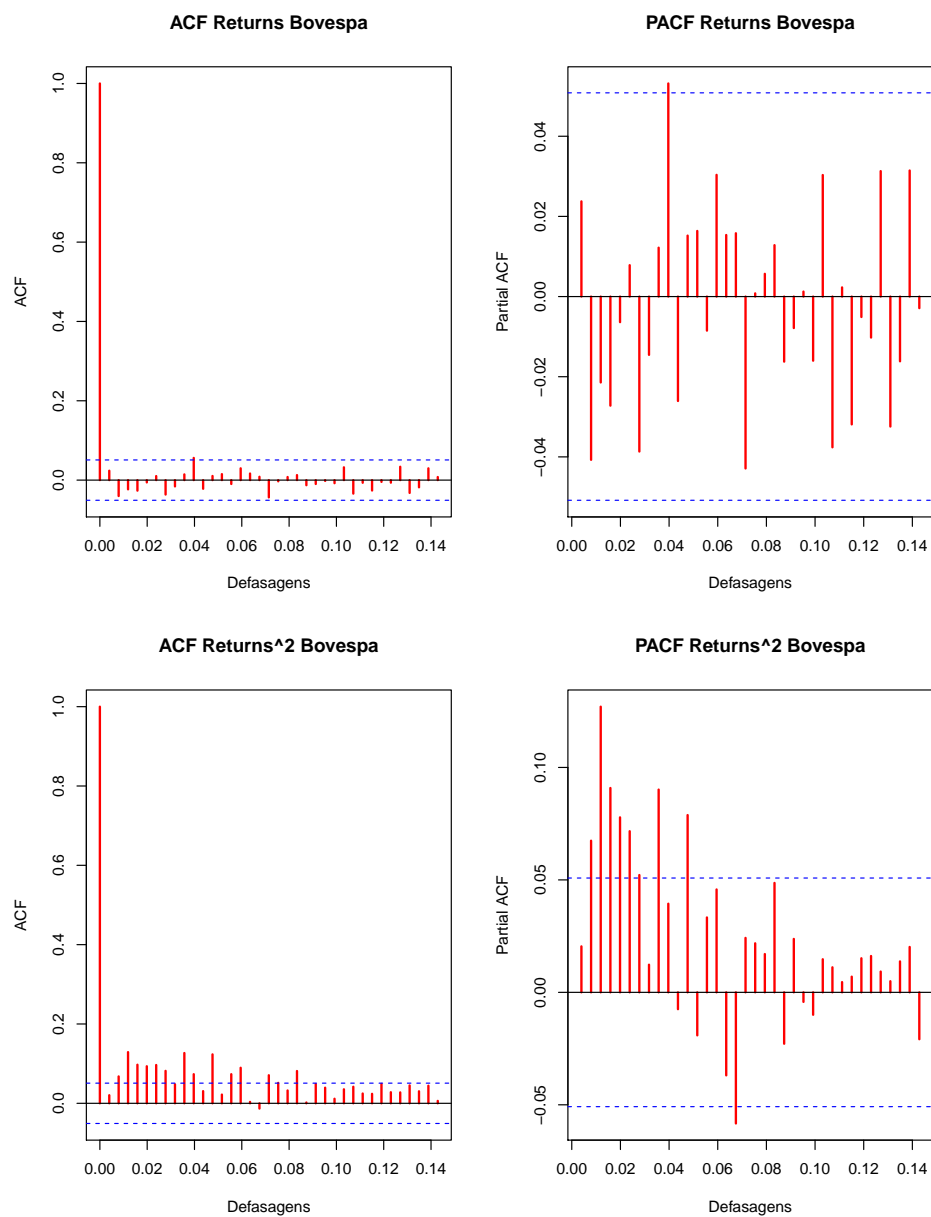 ACF Returns Bovespa
1.0
0.8
0.6
0.4
0.2
0.0
ACF
0.00 0.02 0.04 0.06 0.08 0.10 0.12 0.14
Defasagens
PACF Returns Bovespa
0.04
0.02
0.00
−0.02
−0.04
Partial ACF
0.00 0.02 0.04 0.06 0.08 0.10 0.12 0.14
Defasagens
ACF Returns^2 Bovespa
1.0
0.8
0.6
0.4
0.2
0.0
ACF
0.00 0.02 0.04 0.06 0.08 0.10 0.12 0.14
Defasagens
PACF Returns^2 Bovespa
0.10
0.05
0.00
−0.05
Partial ACF
0.00 0.02 0.04 0.06 0.08 0.10 0.12 0.14
Defasagens